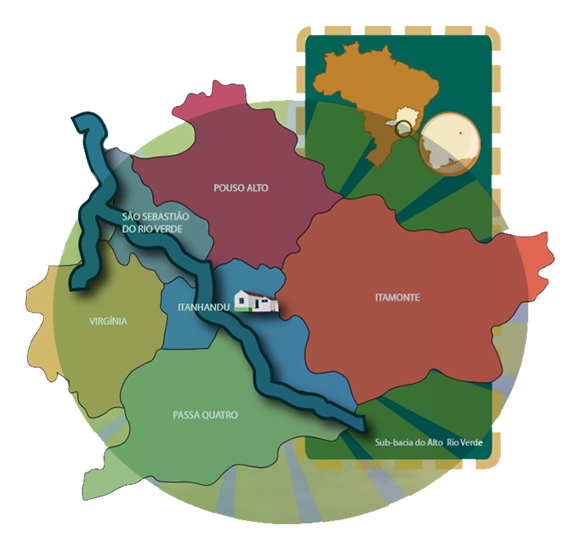 POUSO ALTO
SÃO SEBASTIÃO
DO RIO VERDE
ITAMONTE
ITANHANDU
VIRGÍNIA
PASSA QUATRO
Sub-bacia do Alto Rio Verde